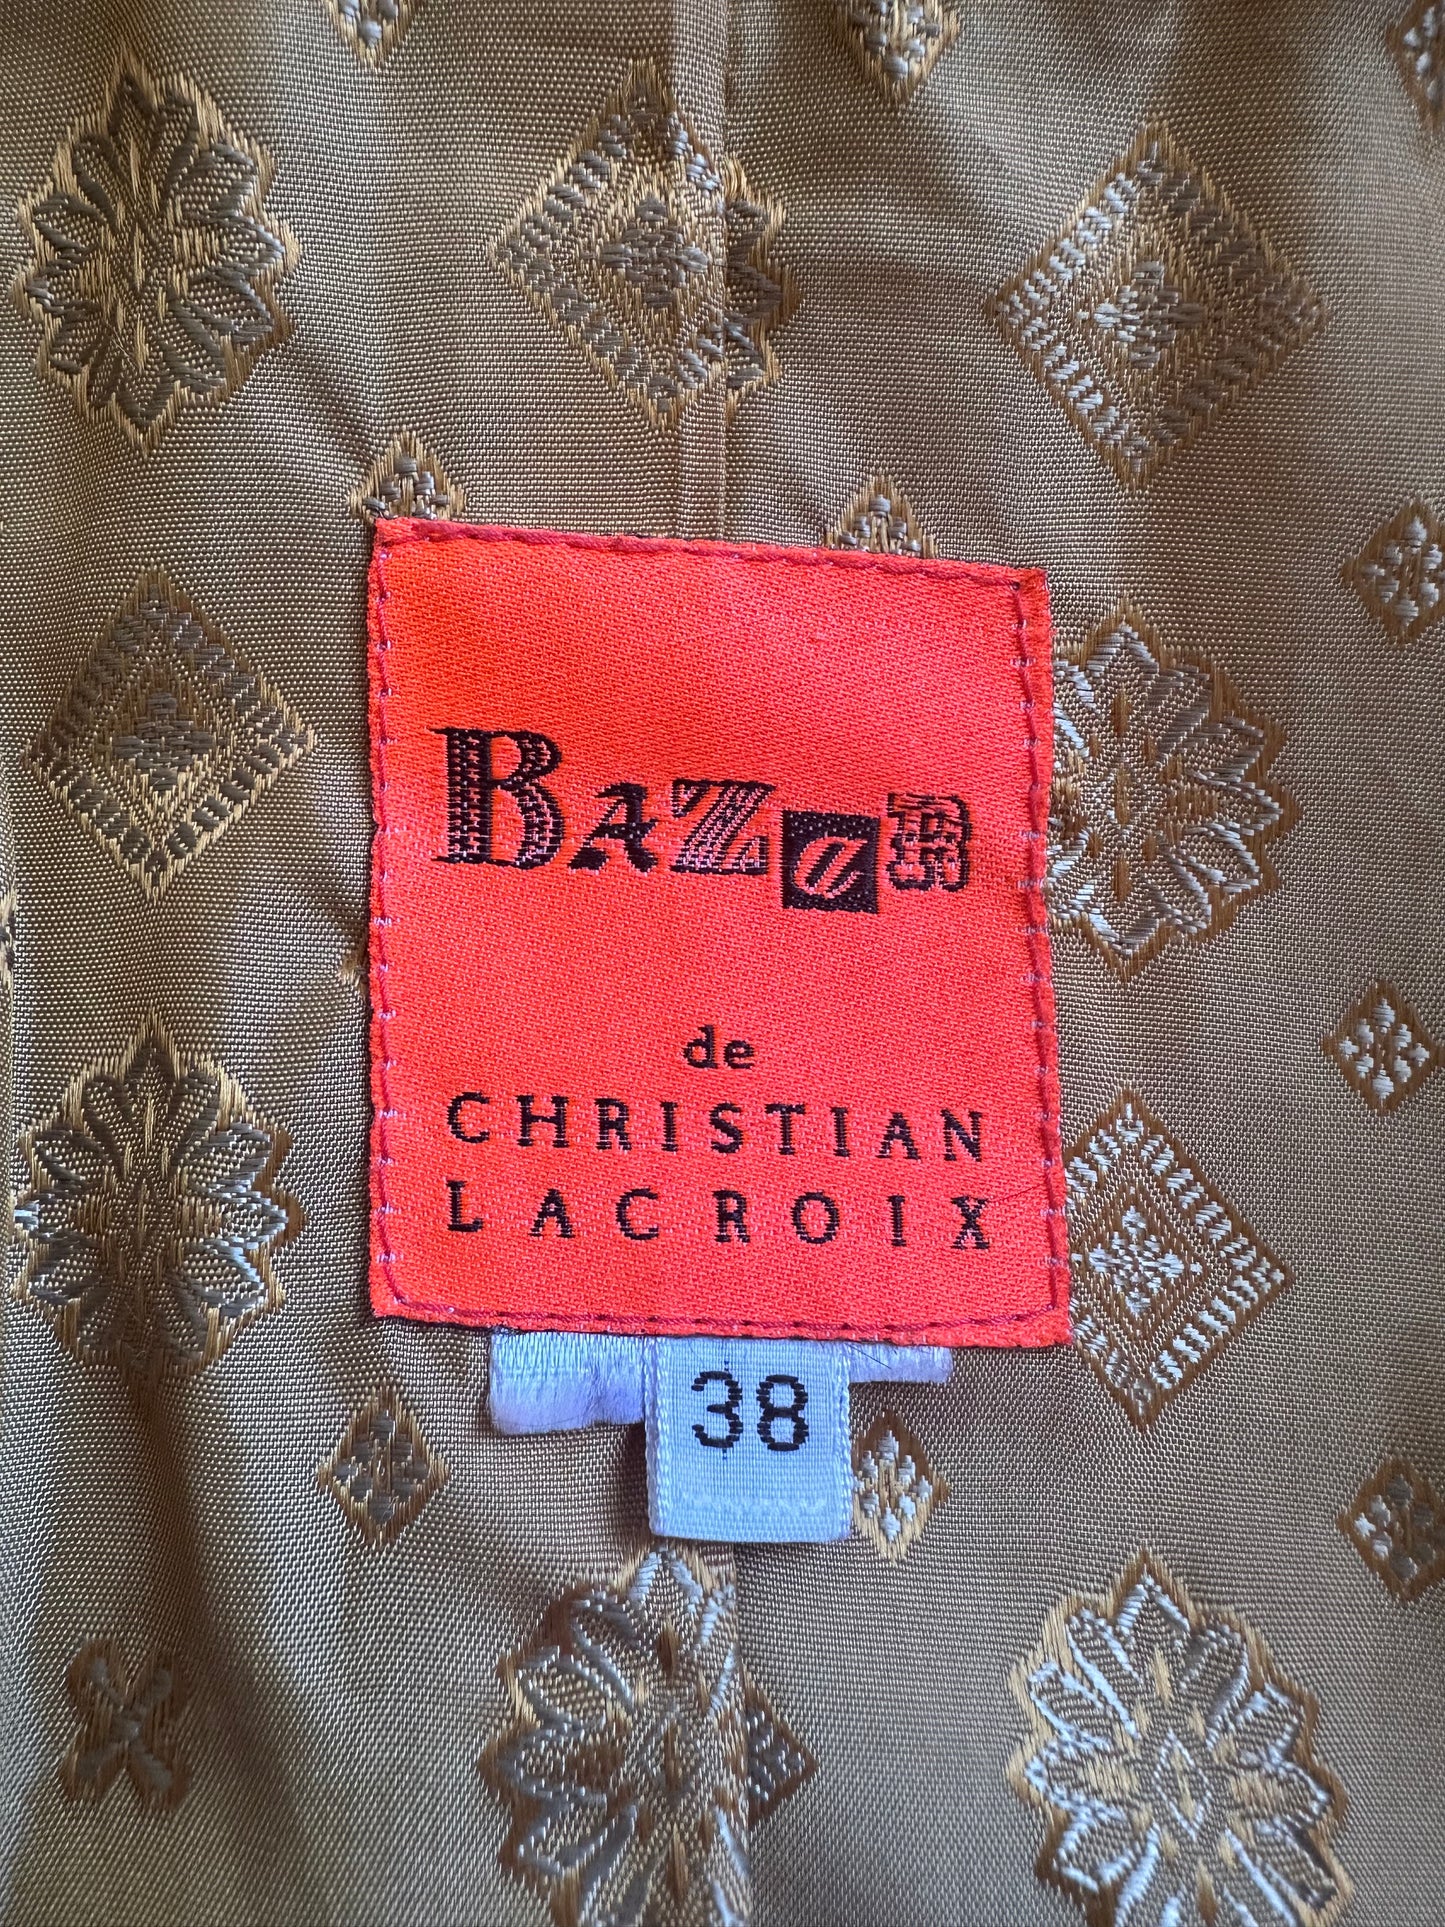 BAZaR
de
CHRISTIAN
LACROIX
38